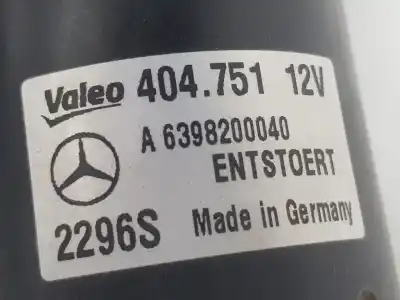 Valeo 404.751 12V
A 6398200040
ENTSTOERT
2296S Made in Germany